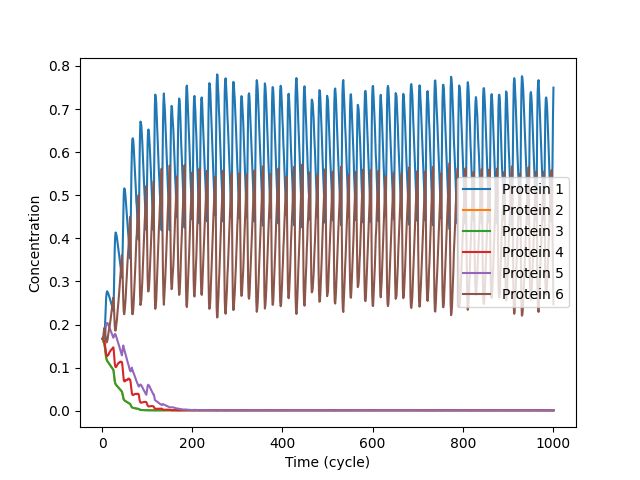 0.8
0.7
0.6
0.5
0.4
0.3
0.2
0.1
0.0
Concentration
Protein 1
Protein 2
Protein 3
Protein 4
Protein 5
Protein 6
0 200 400 600 800 1000
Time (cycle)